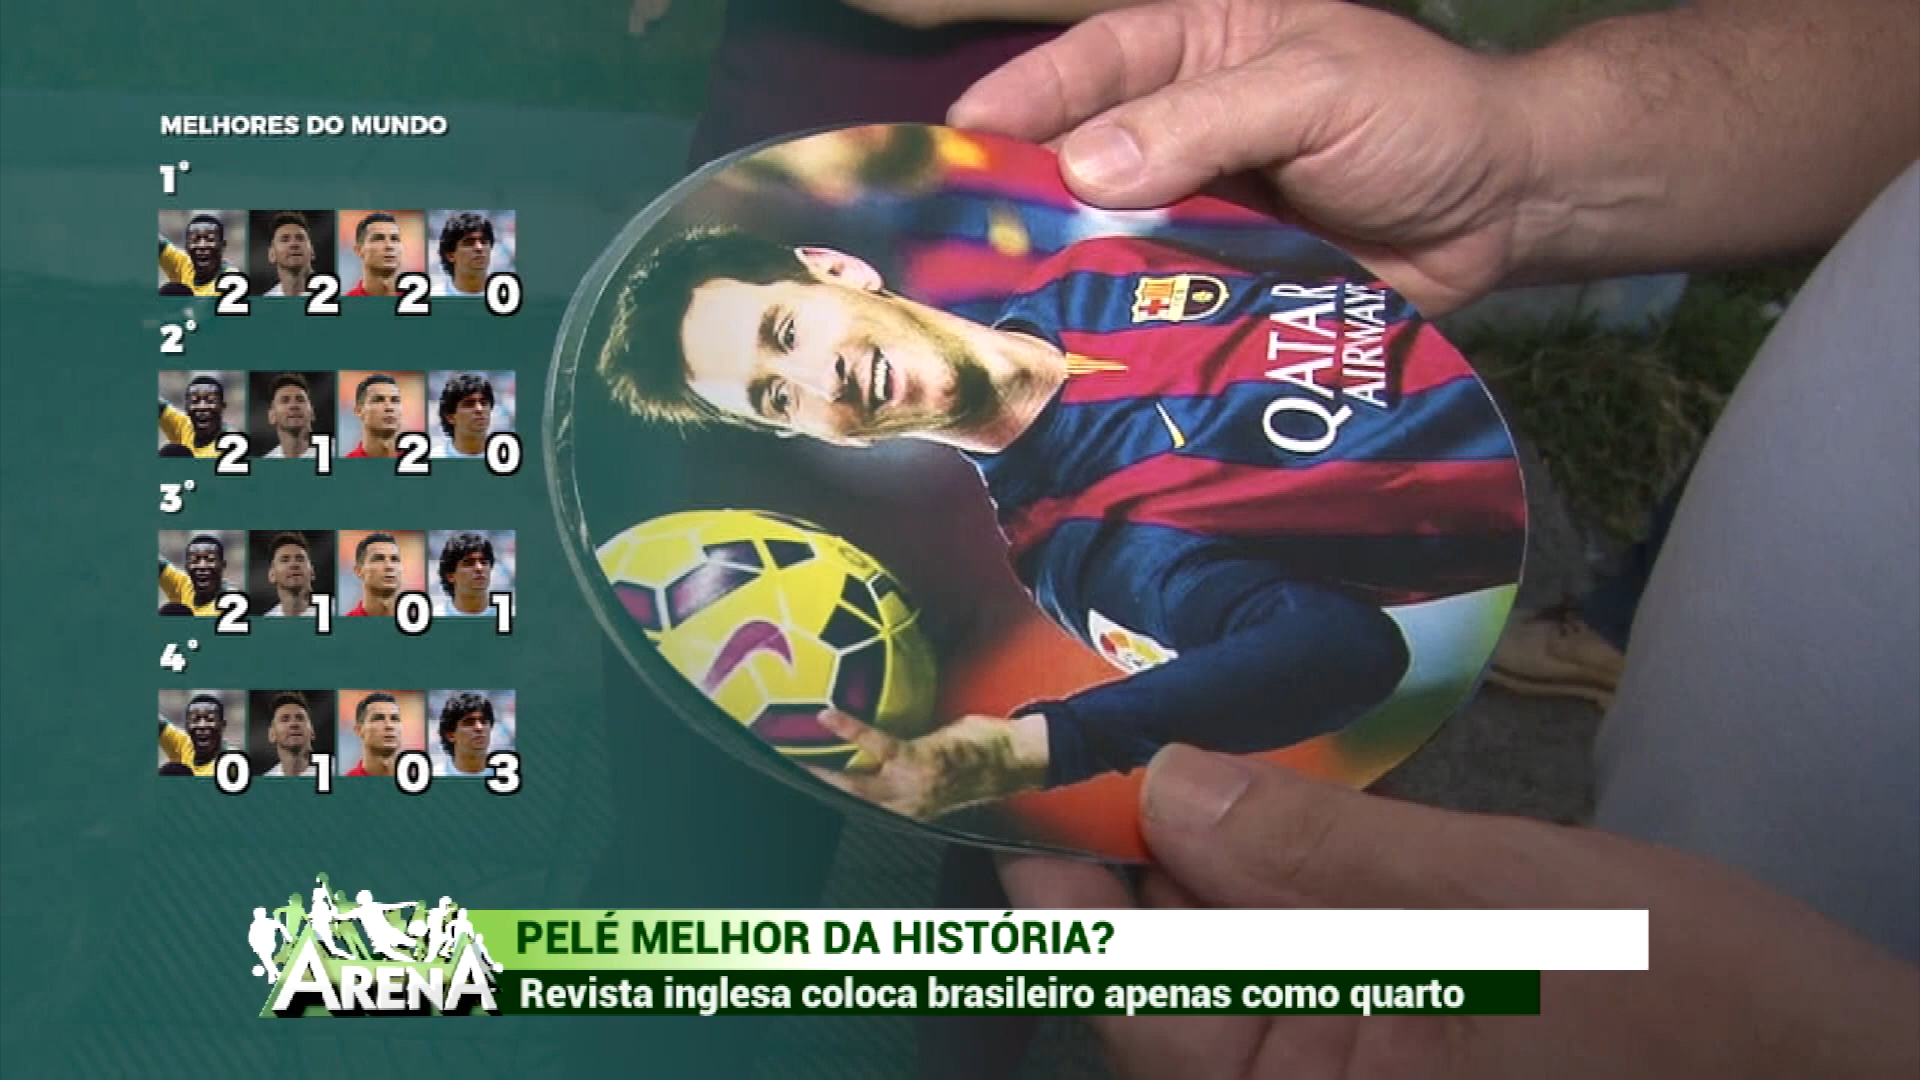 MELHORES DO MUNDO
1°
2 2 2 0
2°
2 1 2 0
3°
2 1 0 1
4°
0 1 0 3
QATAR
AIRWAYS
ARENA
PELÉ MELHOR DA HISTÓRIA?
Revista inglesa coloca brasileiro apenas como quarto